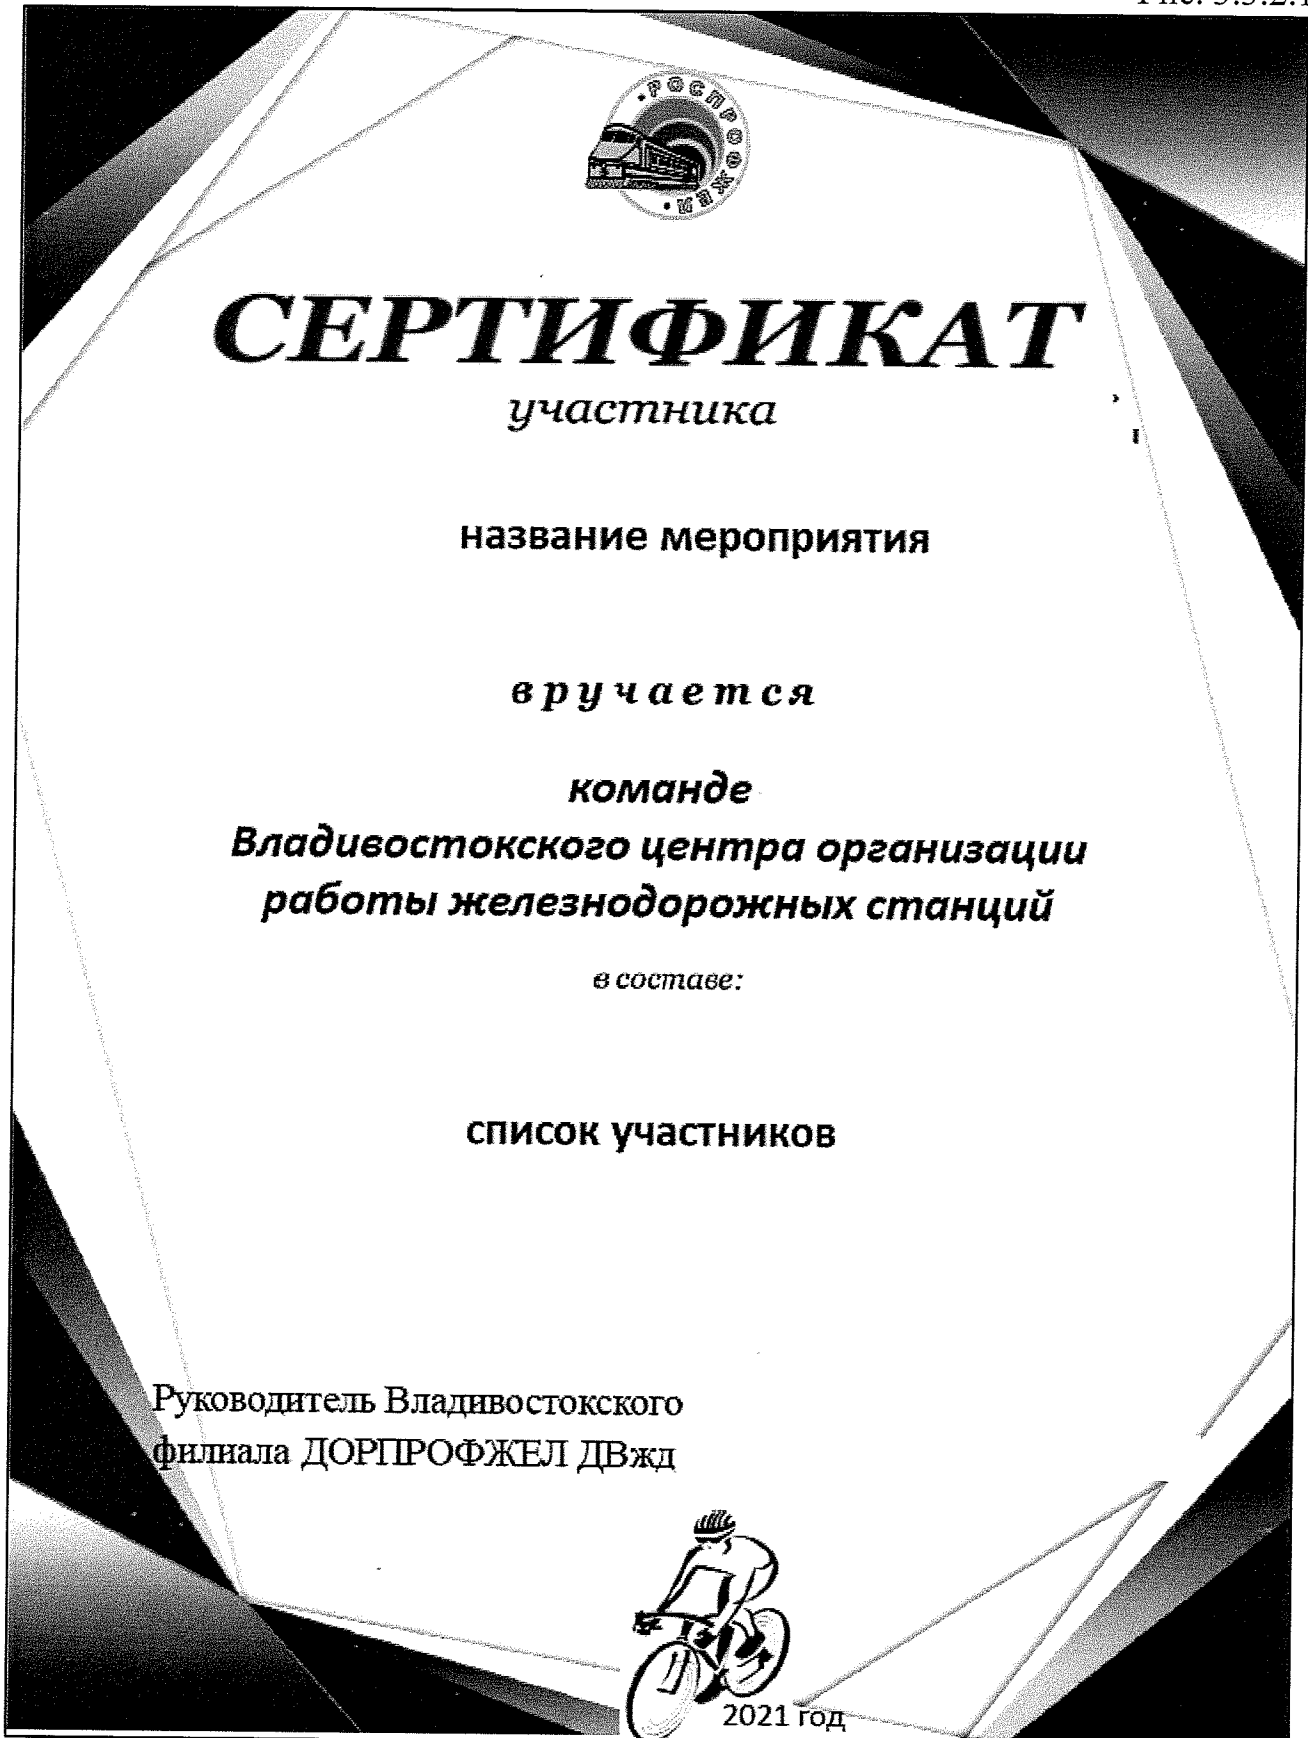 РОСПРОФЖЕЛ
СЕРТИФИКАТ
участника
название мероприятия
вручается
команде
Владивостокского центра организации
работы железнодорожных станций
в составе:
список участников
Руководитель Владивостокского
филиала ДОРПРОФЖЕЛ ДВжд
2021 год